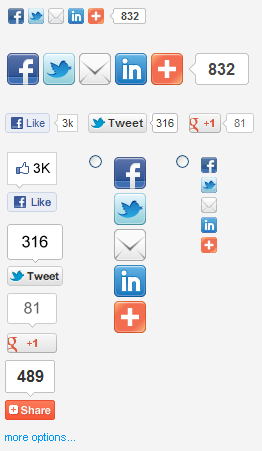 832
832
Like 3k Tweet 316 +1 81
3K
Like
316
Tweet
81
+1
489
Share
more options...